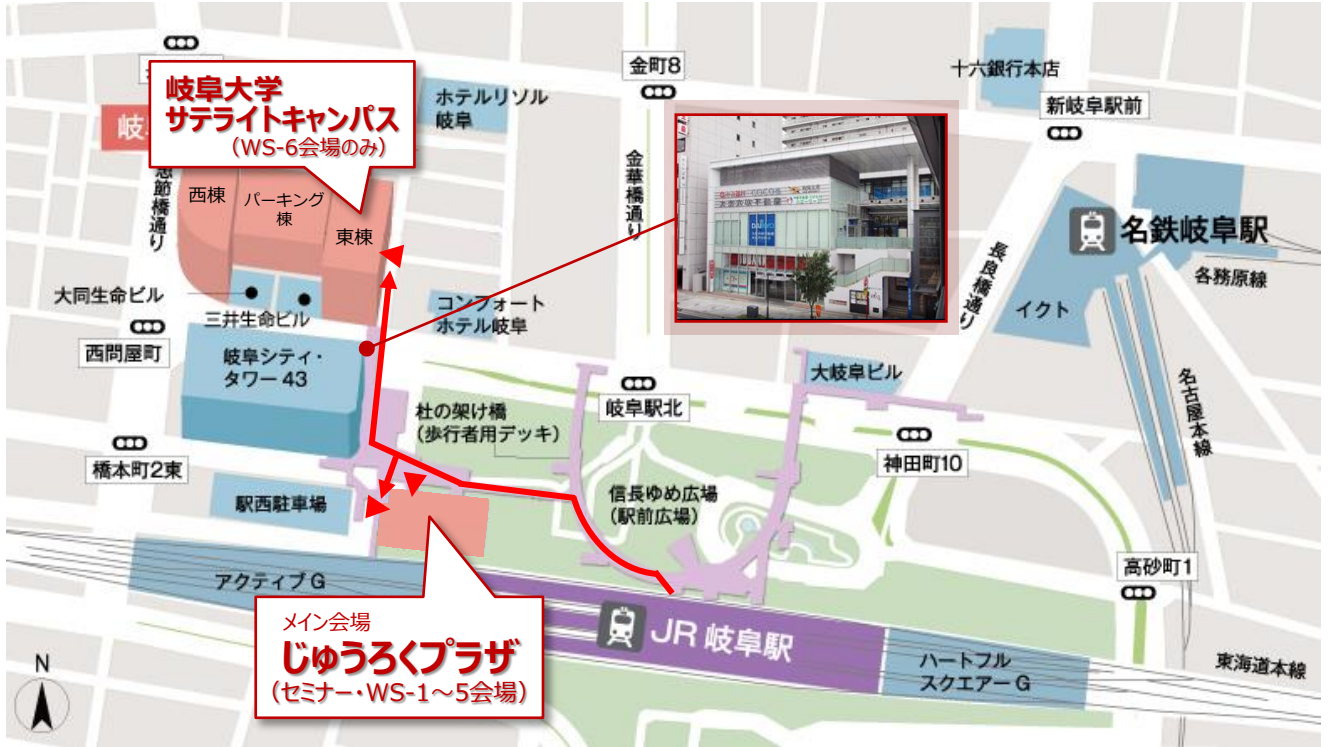 岐阜大学
サテライトキャンパス
（WS-6会場のみ）
岐
忠節橋通り
西棟
パーキング
棟
東棟
ホテルリソル
岐阜
金町8
金華橋通り
十六銀行本店
新岐阜駅前
名鉄岐阜駅
各務原線
長良橋通り
イクト
名古屋本線
大同生命ビル
三井生命ビル
西問屋町
コンフォート
ホテル岐阜
岐阜シティ・
タワー43
大岐阜ビル
岐阜駅北
杜の架け橋
（歩行者用デッキ）
神田町10
橋本町2東
駅西駐車場
信長ゆめ広場
（駅前広場）
高砂町1
アクティブG
メイン会場
じゅうろくプラザ
（セミナー・WS-1～5会場）
JR岐阜駅
ハートフル
スクエアーG
東海道本線
N